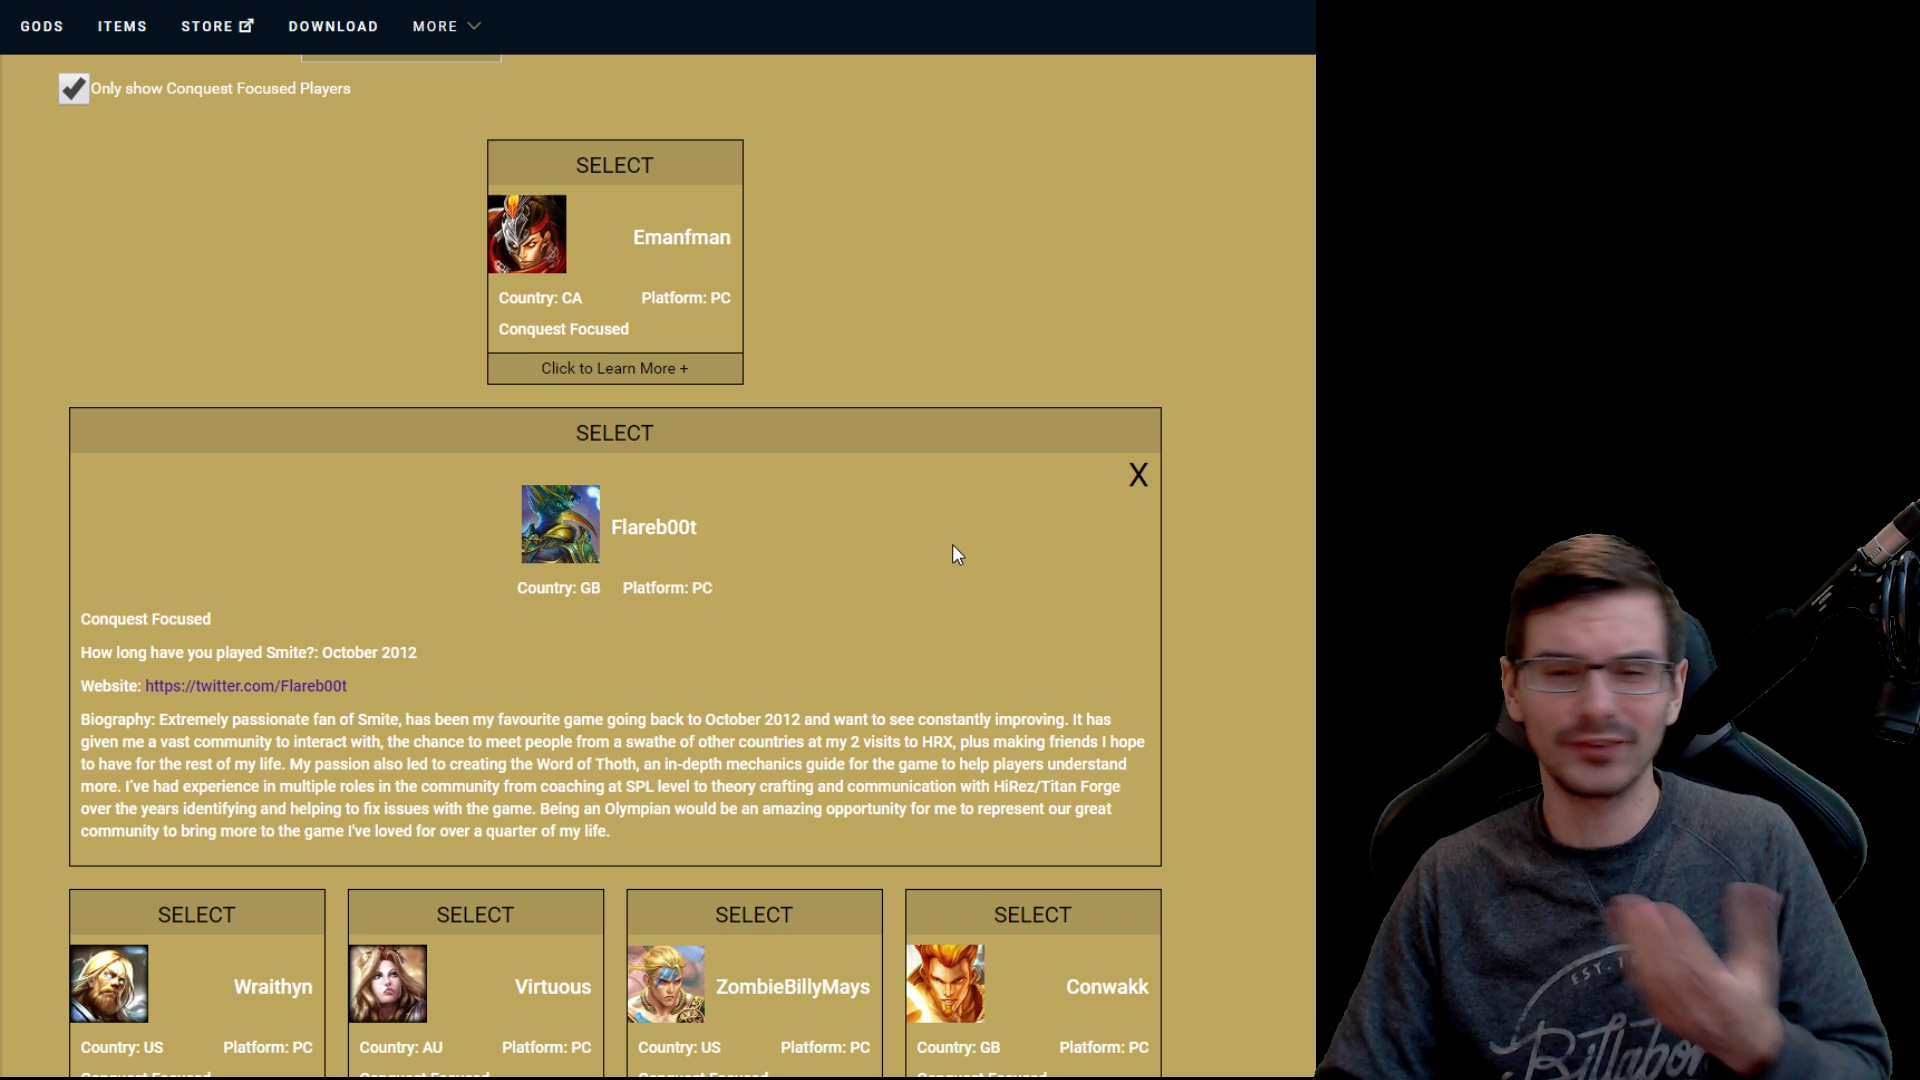 GODS ITEMS STORE DOWNLOAD MORE
Only show Conquest Focused Players
SELECT
Emanfman
Country: CA Platform: PC
Conquest Focused
Click to Learn More +
SELECT
X
Flareb00t
Country: GB Platform: PC
Conquest Focused
How long have you played Smite?: October 2012
Website: https://twitter.com/Flareb00t
Biography: Extremely passionate fan of Smite, has been my favourite game going back to October 2012 and want to see constantly improving. It has
given me a vast community to interact with, the chance to meet people from a swathe of other countries at my 2 visits to HRX, plus making friends I hope
to have for the rest of my life. My passion also led to creating the Word of Thoth, an in-depth mechanics guide for the game to help players understand
more. I've had experience in multiple roles in the community from coaching at SPL level to theory crafting and communication with HiRez/Titan Forge
over the years identifying and helping to fix issues with the game. Being an Olympian would be an amazing opportunity for me to represent our great
community to bring more to the game I've loved for over a quarter of my life.
SELECT SELECT SELECT SELECT
Wraithyn Virtuous ZombieBillyMays Conwakk
Country: US Platform: PC Country: AU Platform: PC Country: US Platform: PC Country: GB Platform: PC
Conquest Focused Conquest Focused Conquest Focused Conquest Focused
EST.